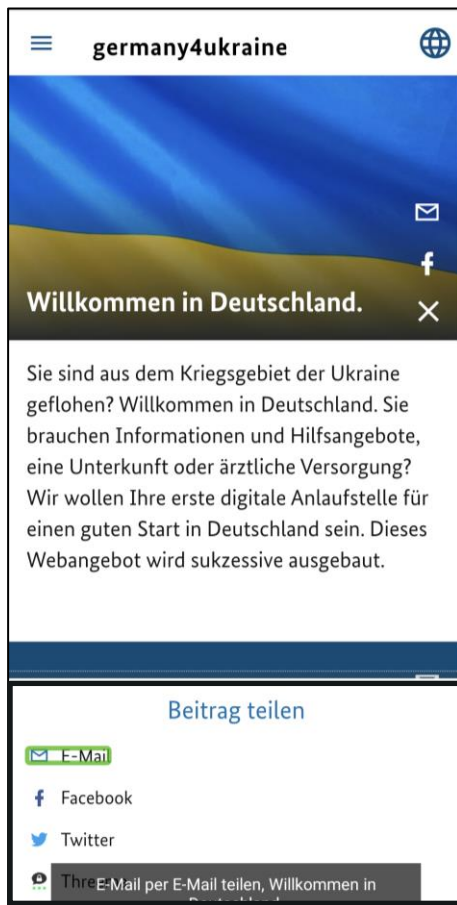 germany4ukraine
Willkommen in Deutschland.
Sie sind aus dem Kriegsgebiet der Ukraine
geflohen? Willkommen in Deutschland. Sie
brauchen Informationen und Hilfsangebote,
eine Unterkunft oder ärztliche Versorgung?
Wir wollen Ihre erste digitale Anlaufstelle für
einen guten Start in Deutschland sein. Dieses
Webangebot wird sukzessive ausgebaut.
Beitrag teilen
E-Mail
Facebook
Twitter
E-Mail per E-Mail teilen, Willkommen in